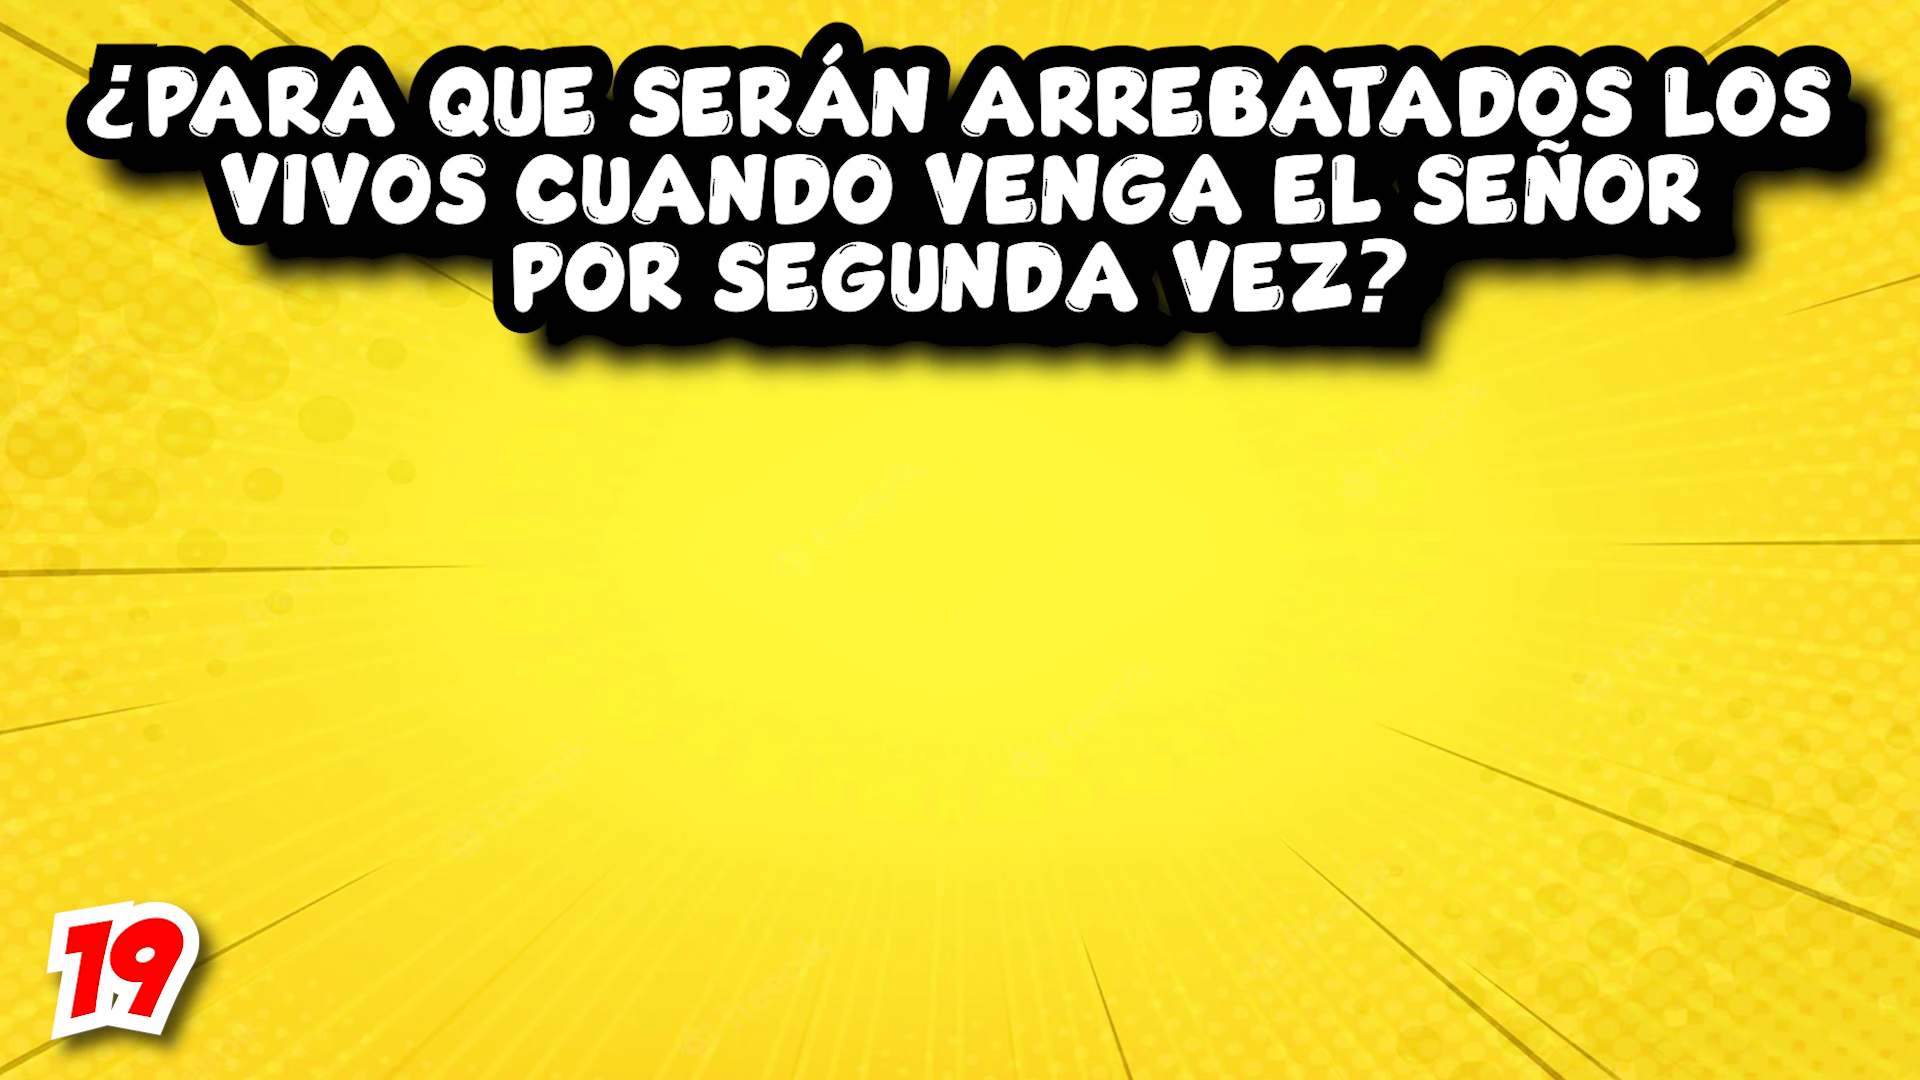 ¿PARA QUE SERÁN ARREBATADOS LOS
VIVOS CUANDO VENGA EL SEÑOR
POR SEGUNDA VEZ?
19